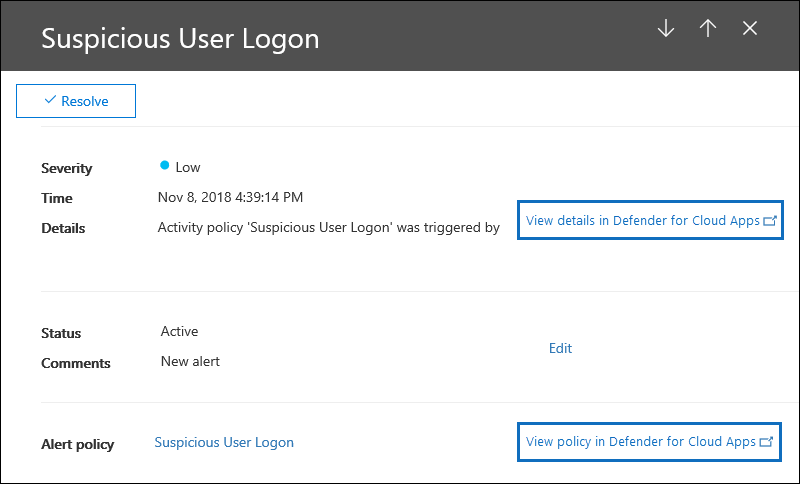 Suspicious User Logon
Resolve
Severity Low
Time Nov 8, 2018 4:39:14 PM
Details Activity policy 'Suspicious User Logon' was triggered by View details in Defender for Cloud Apps
Status Active
Comments New alert Edit
Alert policy Suspicious User Logon View policy in Defender for Cloud Apps